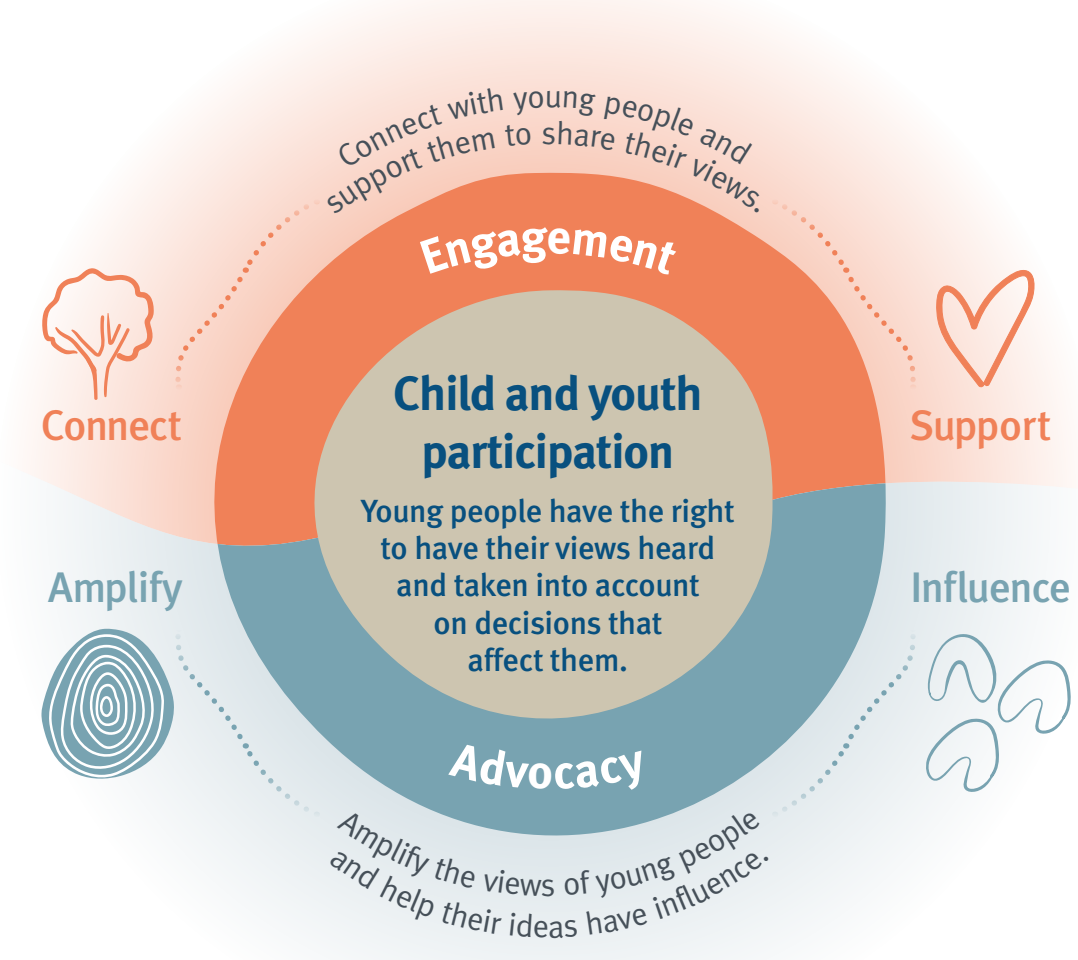 Connect with young people and
support them to share their views.
Engagement
Connect
Support
Child and youth
participation
Young people have the right
to have their views heard
and taken into account
on decisions that
affect them.
Amplify
Influence
Advocacy
Amplify the views of young people
and help their ideas have influence.